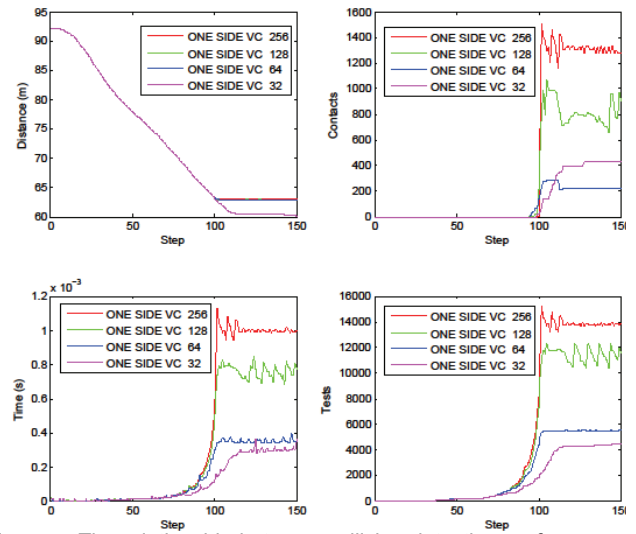 95
90
85
80
75
70
65
60
0
50
100
150
Distance (m)
Step
ONE SIDE VC 256
ONE SIDE VC 128
ONE SIDE VC 64
ONE SIDE VC 32
1600
1400
1200
1000
800
600
400
200
0
0
50
100
150
Contacts
Step
ONE SIDE VC 256
ONE SIDE VC 128
ONE SIDE VC 64
ONE SIDE VC 32
x 10⁻³
1.2
1
0.8
0.6
0.4
0.2
0
0
50
100
150
Time (s)
Step
ONE SIDE VC 256
ONE SIDE VC 128
ONE SIDE VC 64
ONE SIDE VC 32
16000
14000
12000
10000
8000
6000
4000
2000
0
0
50
100
150
Tests
Step
ONE SIDE VC 256
ONE SIDE VC 128
ONE SIDE VC 64
ONE SIDE VC 32